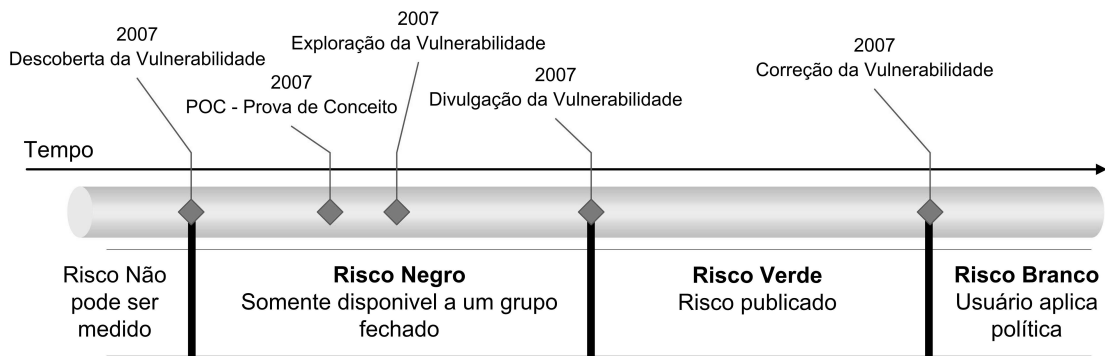 2007
Descoberta da Vulnerabilidade
2007
POC - Prova de Conceito
2007
Exploração da Vulnerabilidade
2007
Divulgação da Vulnerabilidade
2007
Correção da Vulnerabilidade
Tempo
Risco Não
pode ser
medido
Risco Negro
Somente disponivel a um grupo
fechado
Risco Verde
Risco publicado
Risco Branco
Usuário aplica
política